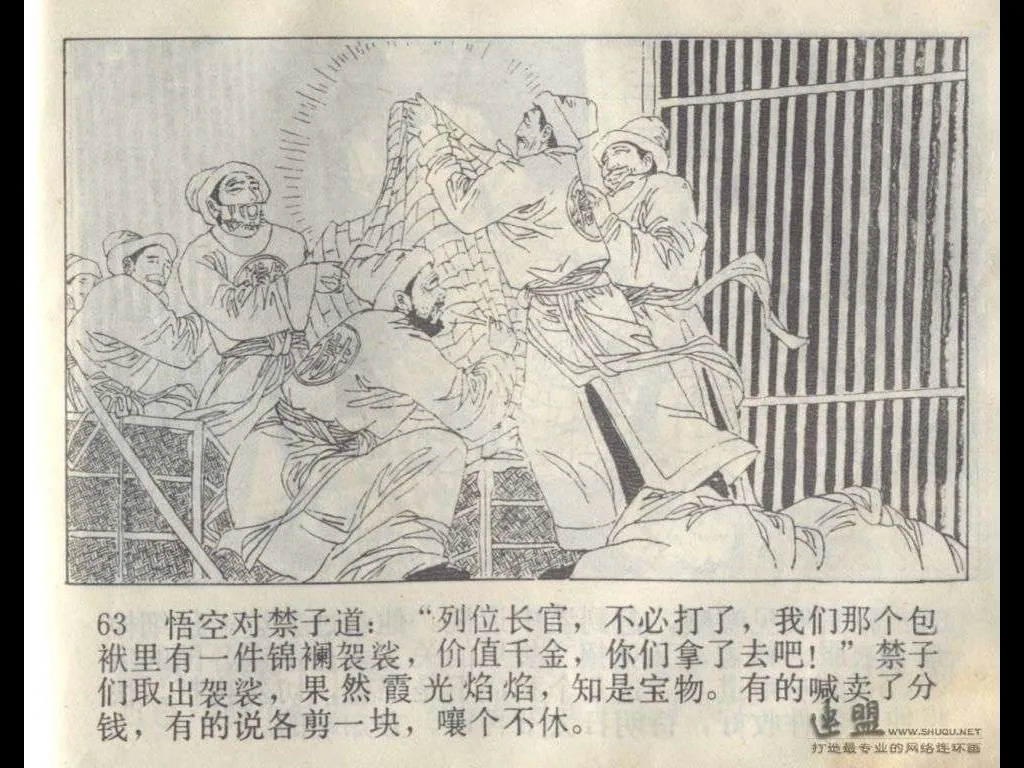 63 悟空对禁子道：“列位长官，不必打了，我们那个包
袱里有一件锦襕袈裟，价值千金，你们拿了去吧！”禁子
们取出袈裟，果然霞光焰焰，知是宝物。有的喊卖了分
钱，有的说各剪一块，嚷个不休。
WWW.SHUQU.NET
打造最专业的网络连环画